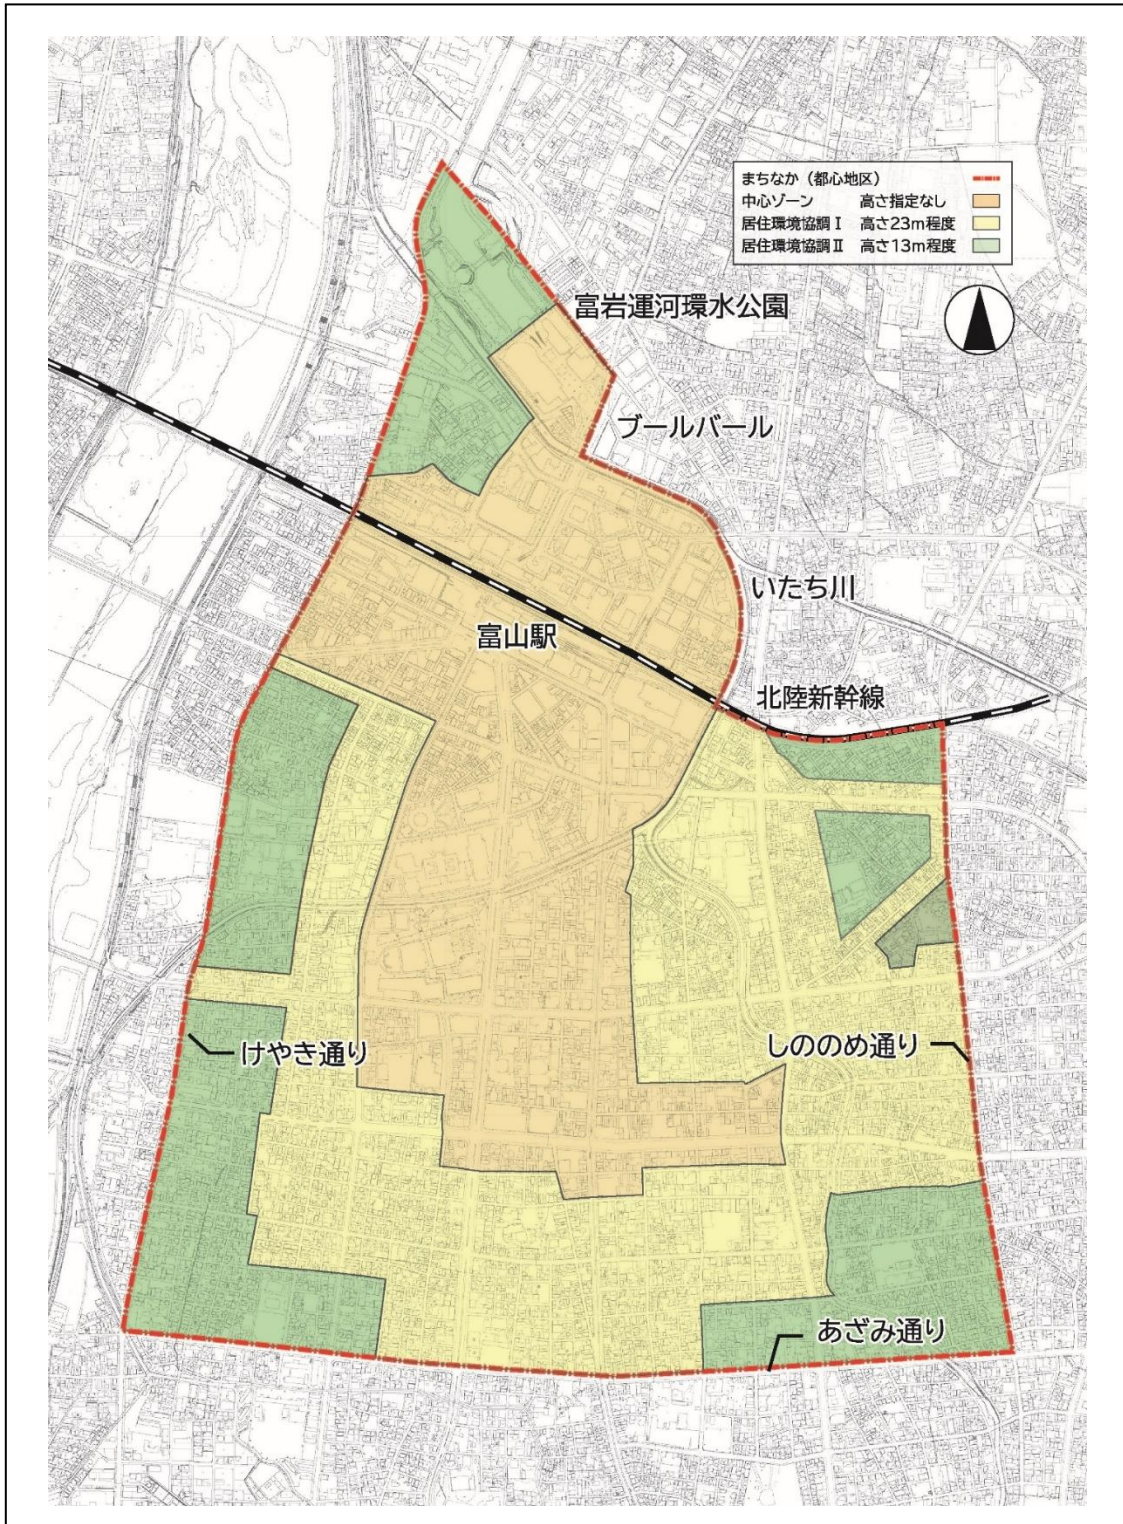 まちなか（都心地区）
中心ゾーン 高さ指定なし
居住環境協調Ⅰ 高さ23m程度
居住環境協調Ⅱ 高さ13m程度
富岩運河環水公園
ブールバール
いたち川
富山駅
北陸新幹線
けやき通り
しののめ通り
あざみ通り